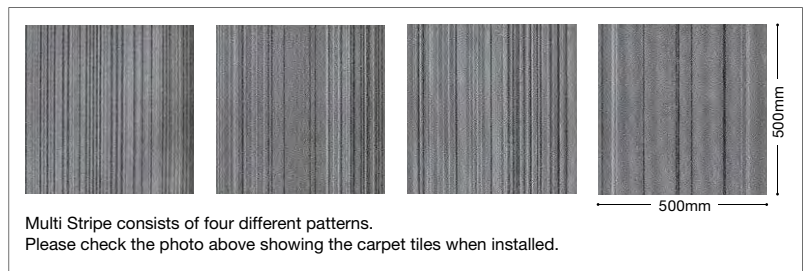 500mm
500mm
Multi Stripe consists of four different patterns.
Please check the photo above showing the carpet tiles when installed.